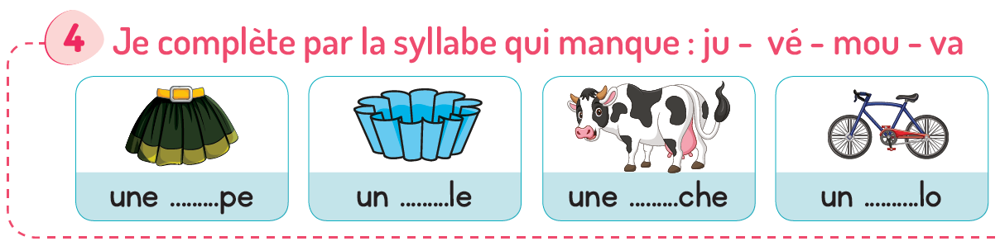 4 Je complète par la syllabe qui manque : ju - vé - mou - va
une .........pe
un .........le
une .........che
un ..........lo